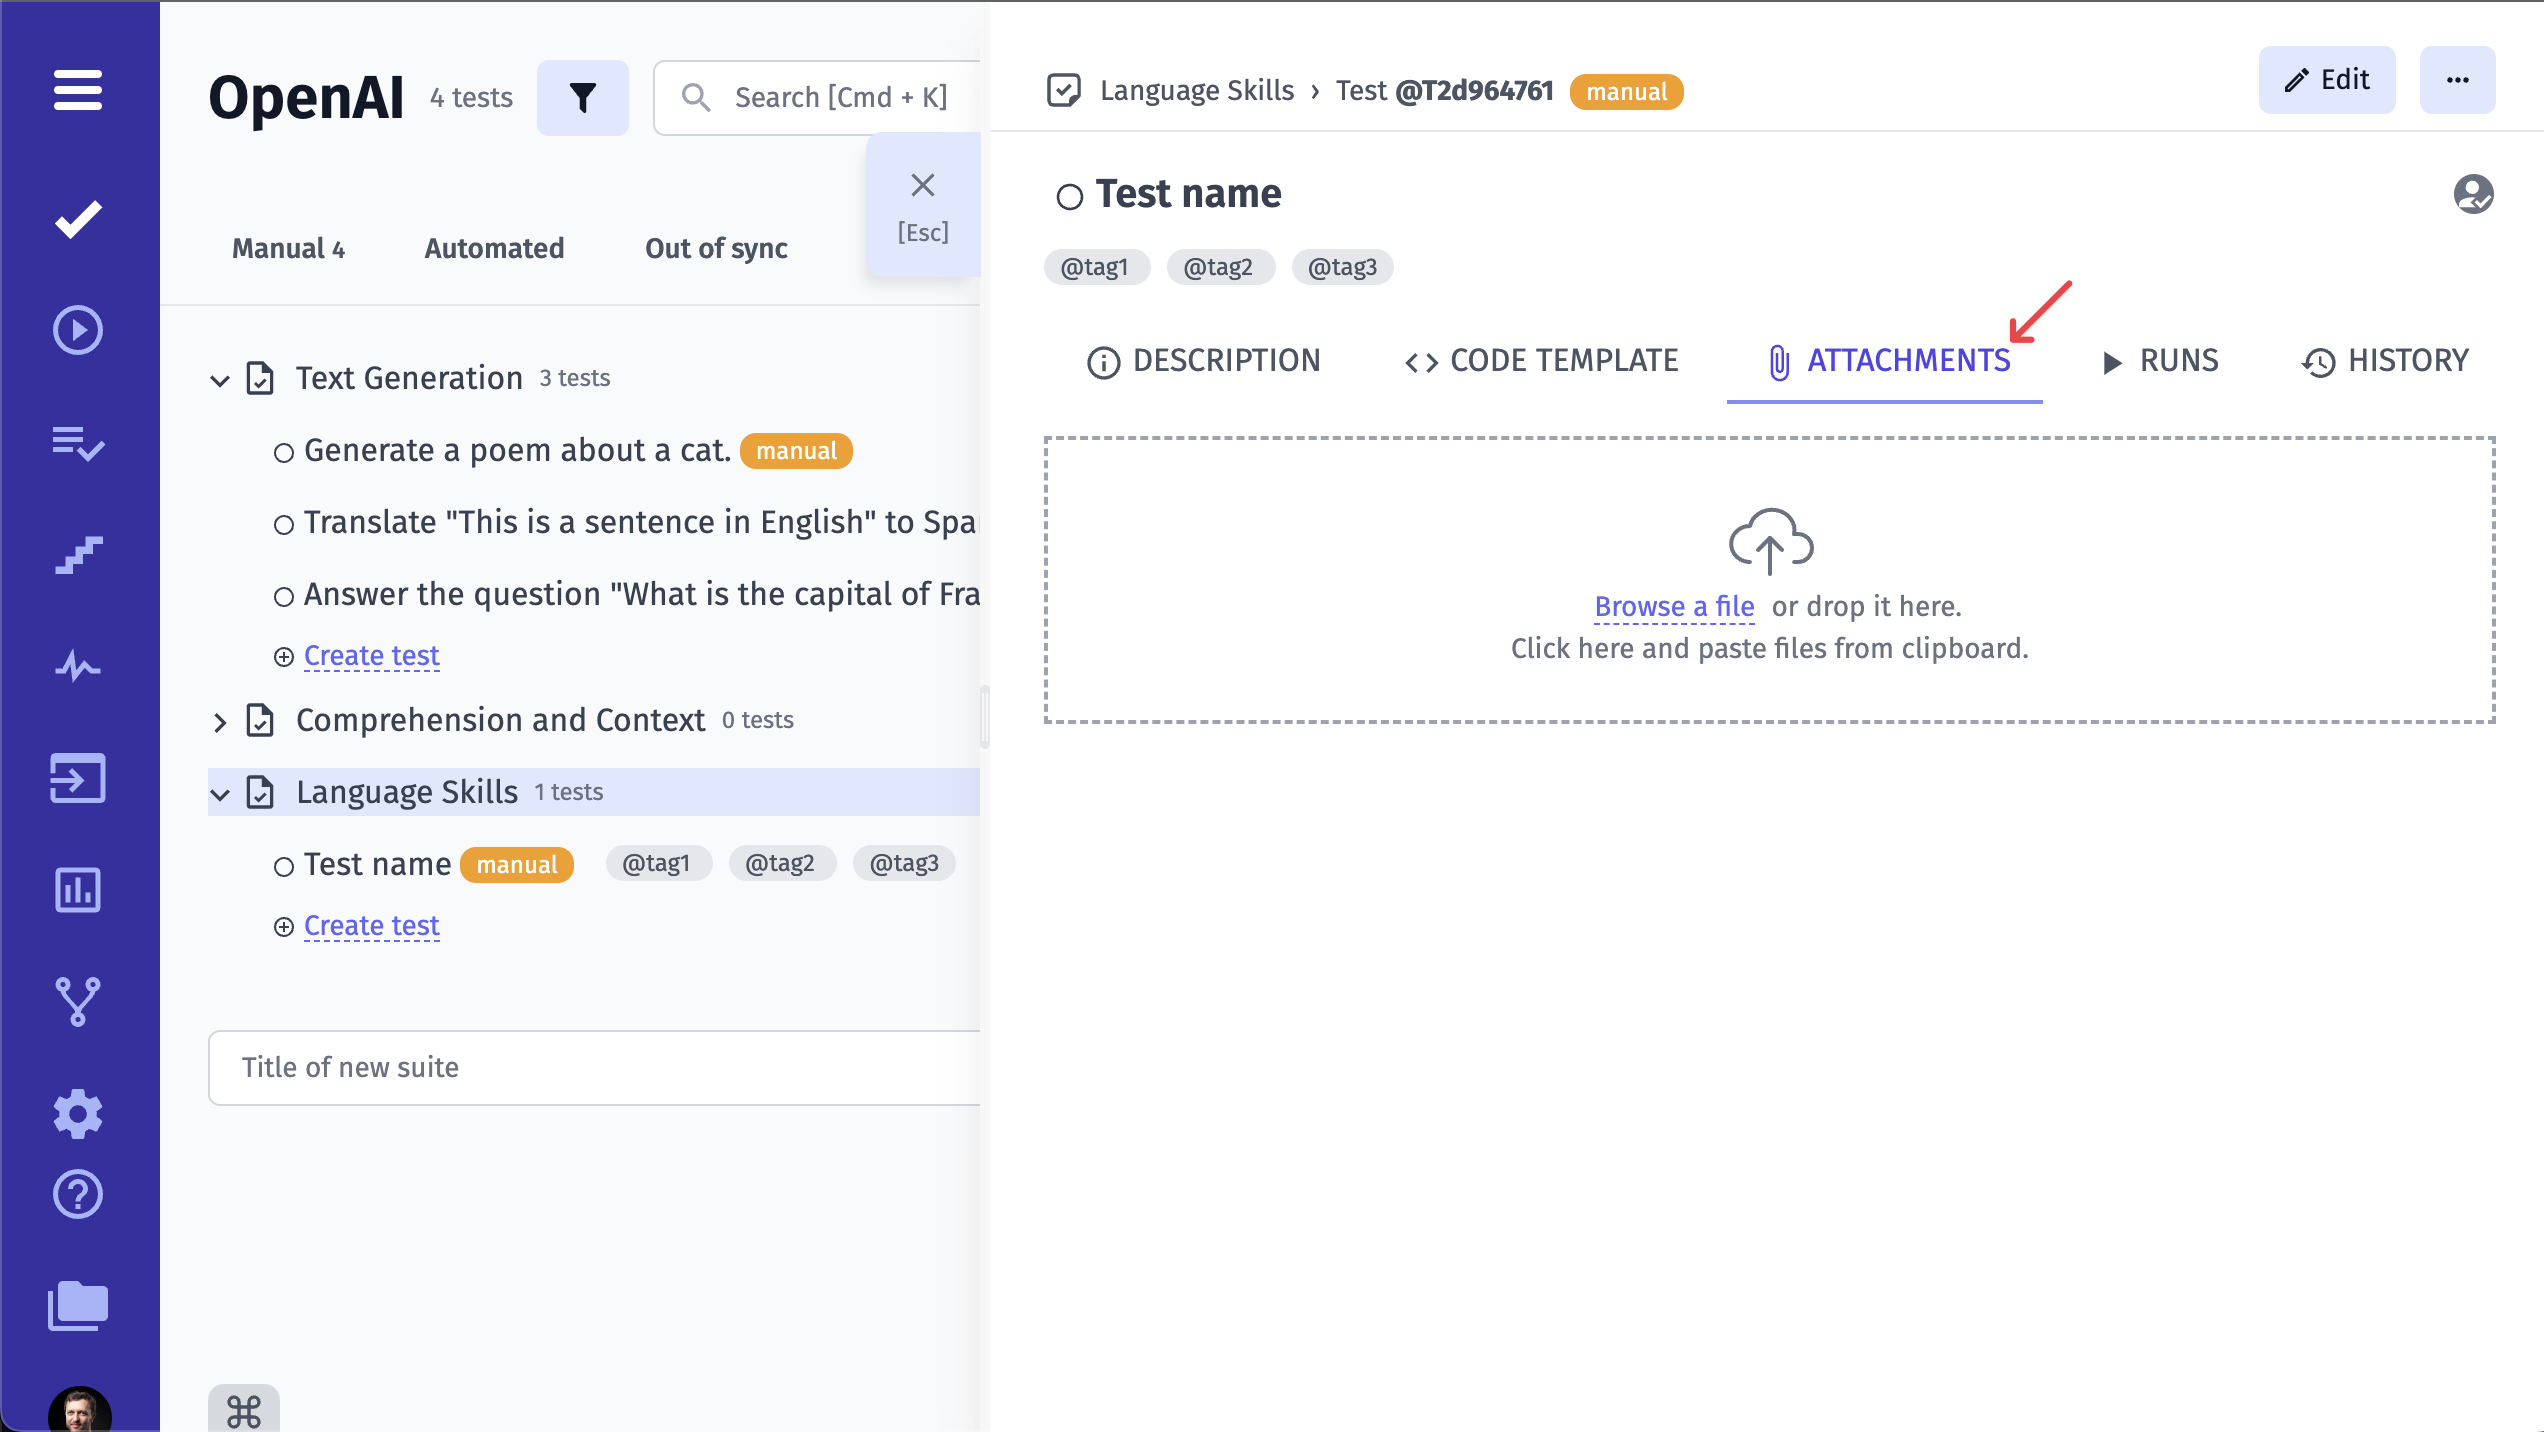 OpenAI 4 tests
Search [Cmd + K]
[Esc]
Manual 4 Automated Out of sync
Text Generation 3 tests
Generate a poem about a cat. manual
Translate "This is a sentence in English" to Spa
Answer the question "What is the capital of Fra
Create test
Comprehension and Context 0 tests
Language Skills 1 tests
Test name manual @tag1 @tag2 @tag3
Create test
Title of new suite
Language Skills › Test @T2d964761 manual
Edit
Test name
@tag1 @tag2 @tag3
DESCRIPTION CODE TEMPLATE ATTACHMENTS RUNS HISTORY
Browse a file or drop it here.
Click here and paste files from clipboard.